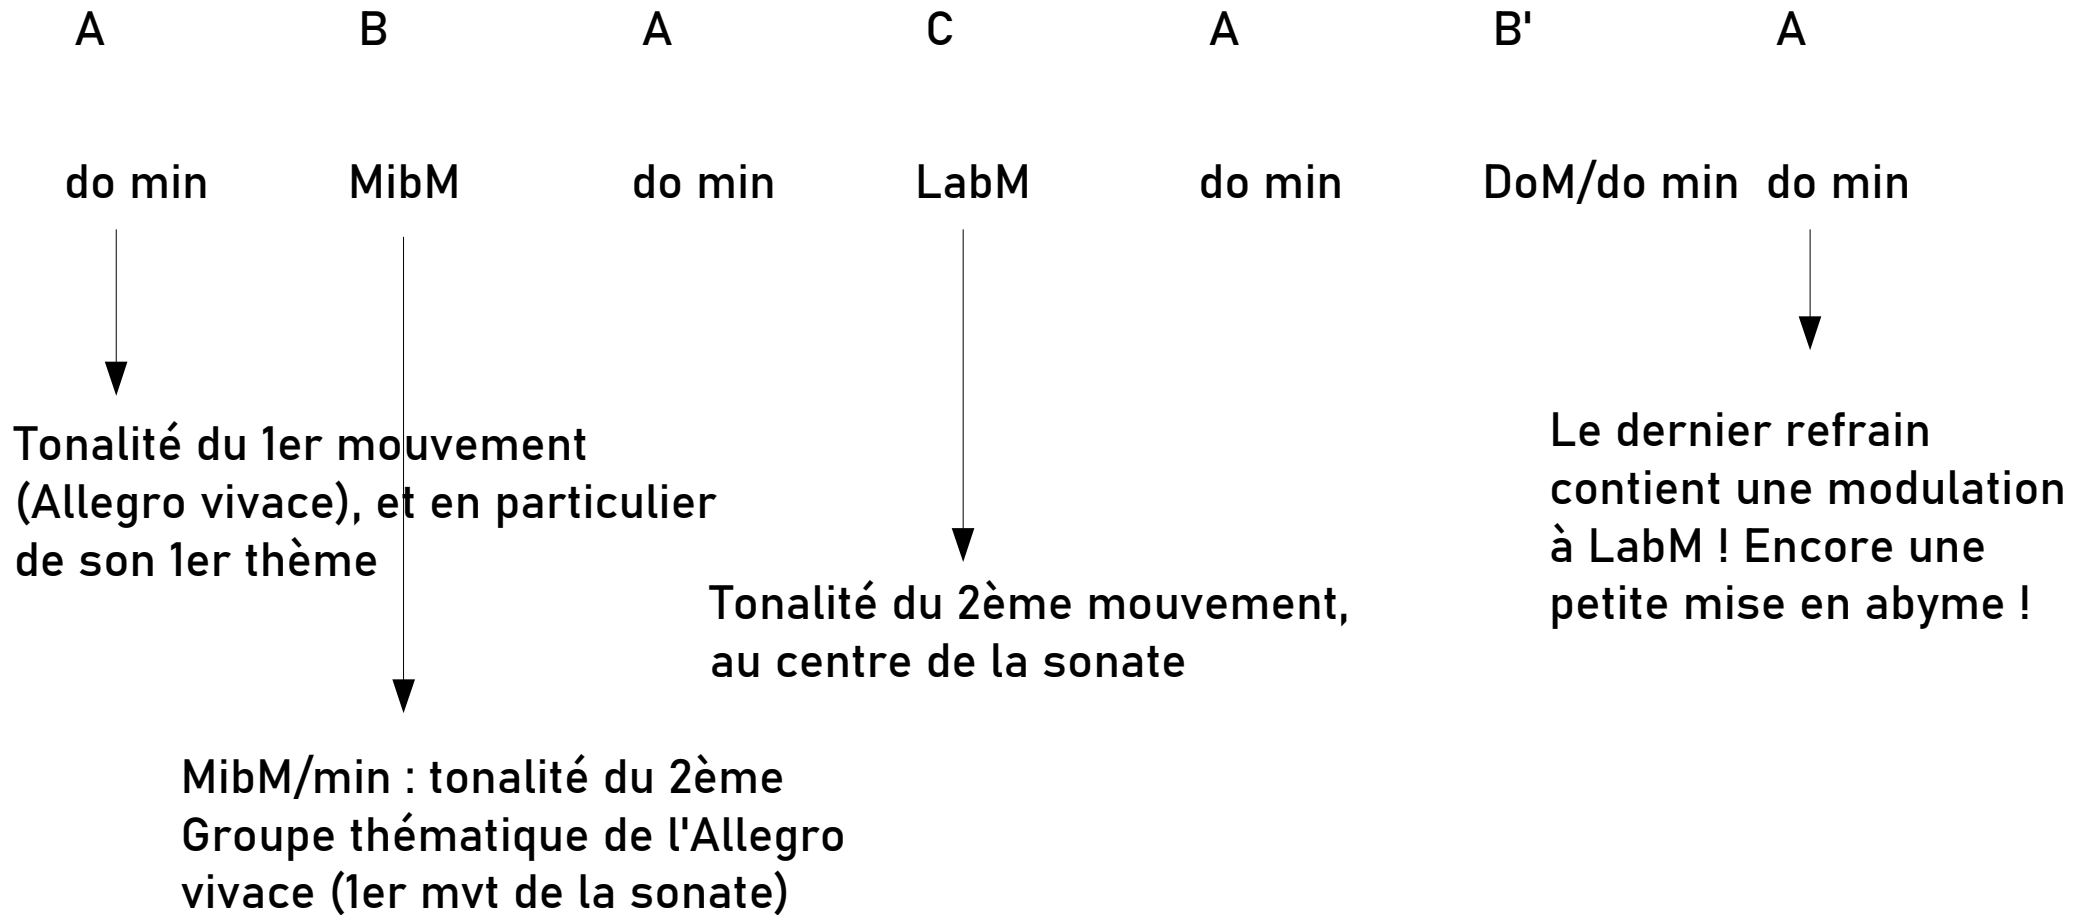 A B A C A B' A
do min MibM do min LabM do min DoM/do min do min
Tonalité du 1er mouvement
(Allegro vivace), et en particulier
de son 1er thème
MibM/min : tonalité du 2ème
Groupe thématique de l'Allegro
vivace (1er mvt de la sonate)
Tonalité du 2ème mouvement,
au centre de la sonate
Le dernier refrain
contient une modulation
à LabM ! Encore une
petite mise en abyme !